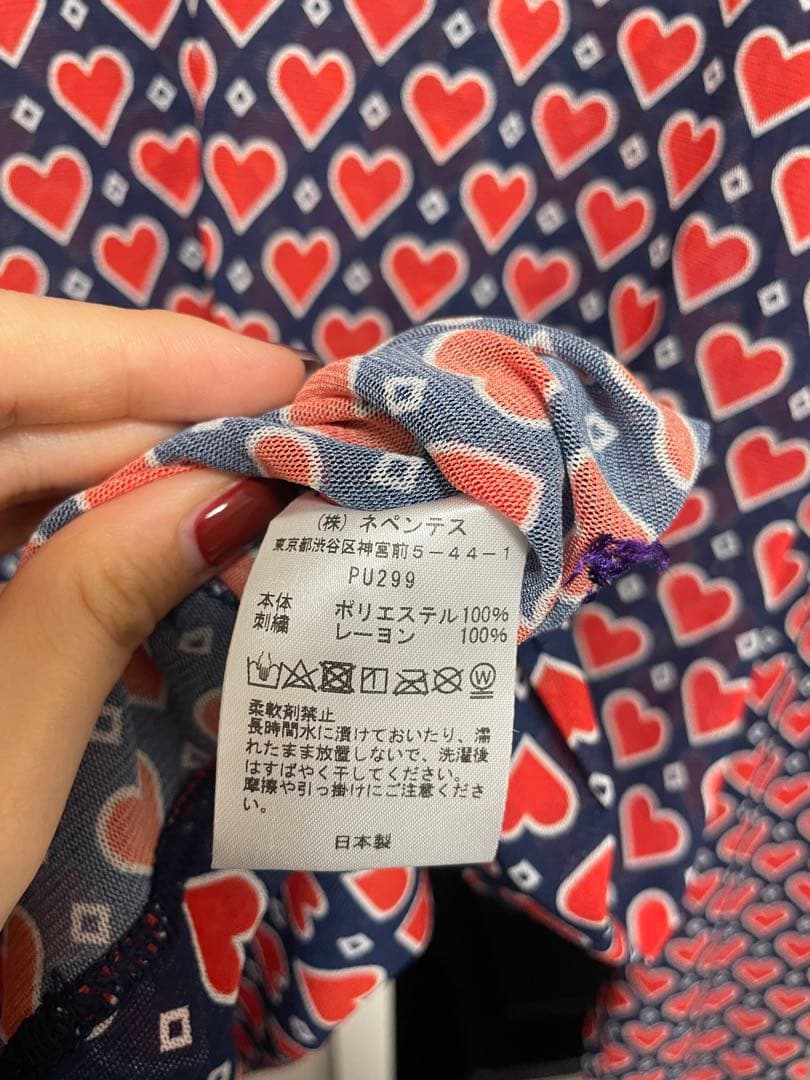 (株) ネペンテス
東京都渋谷区神宮前5-44-1
PU299
本体 ポリエステル100%
刺繍 レーヨン 100%
W
柔軟剤禁止
長時間水に漬けておいたり、濡
れたまま放置しないで、洗濯後
はすばやく干してください。
摩擦や引っ掛けにご注意くださ
い。
日本製